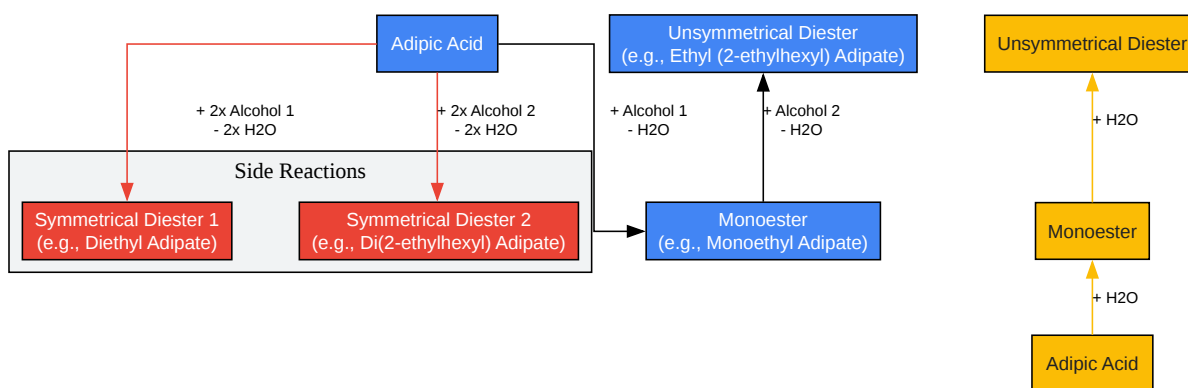 Adipic Acid
Unsymmetrical Diester
(e.g., Ethyl (2-ethylhexyl) Adipate)
Unsymmetrical Diester
+ 2x Alcohol 1
- 2x H2O
+ 2x Alcohol 2
- 2x H2O
+ Alcohol 1
- H2O
+ Alcohol 2
- H2O
+ H2O
Side Reactions
Symmetrical Diester 1
(e.g., Diethyl Adipate)
Symmetrical Diester 2
(e.g., Di(2-ethylhexyl) Adipate)
Monoester
(e.g., Monoethyl Adipate)
Monoester
+ H2O
Adipic Acid